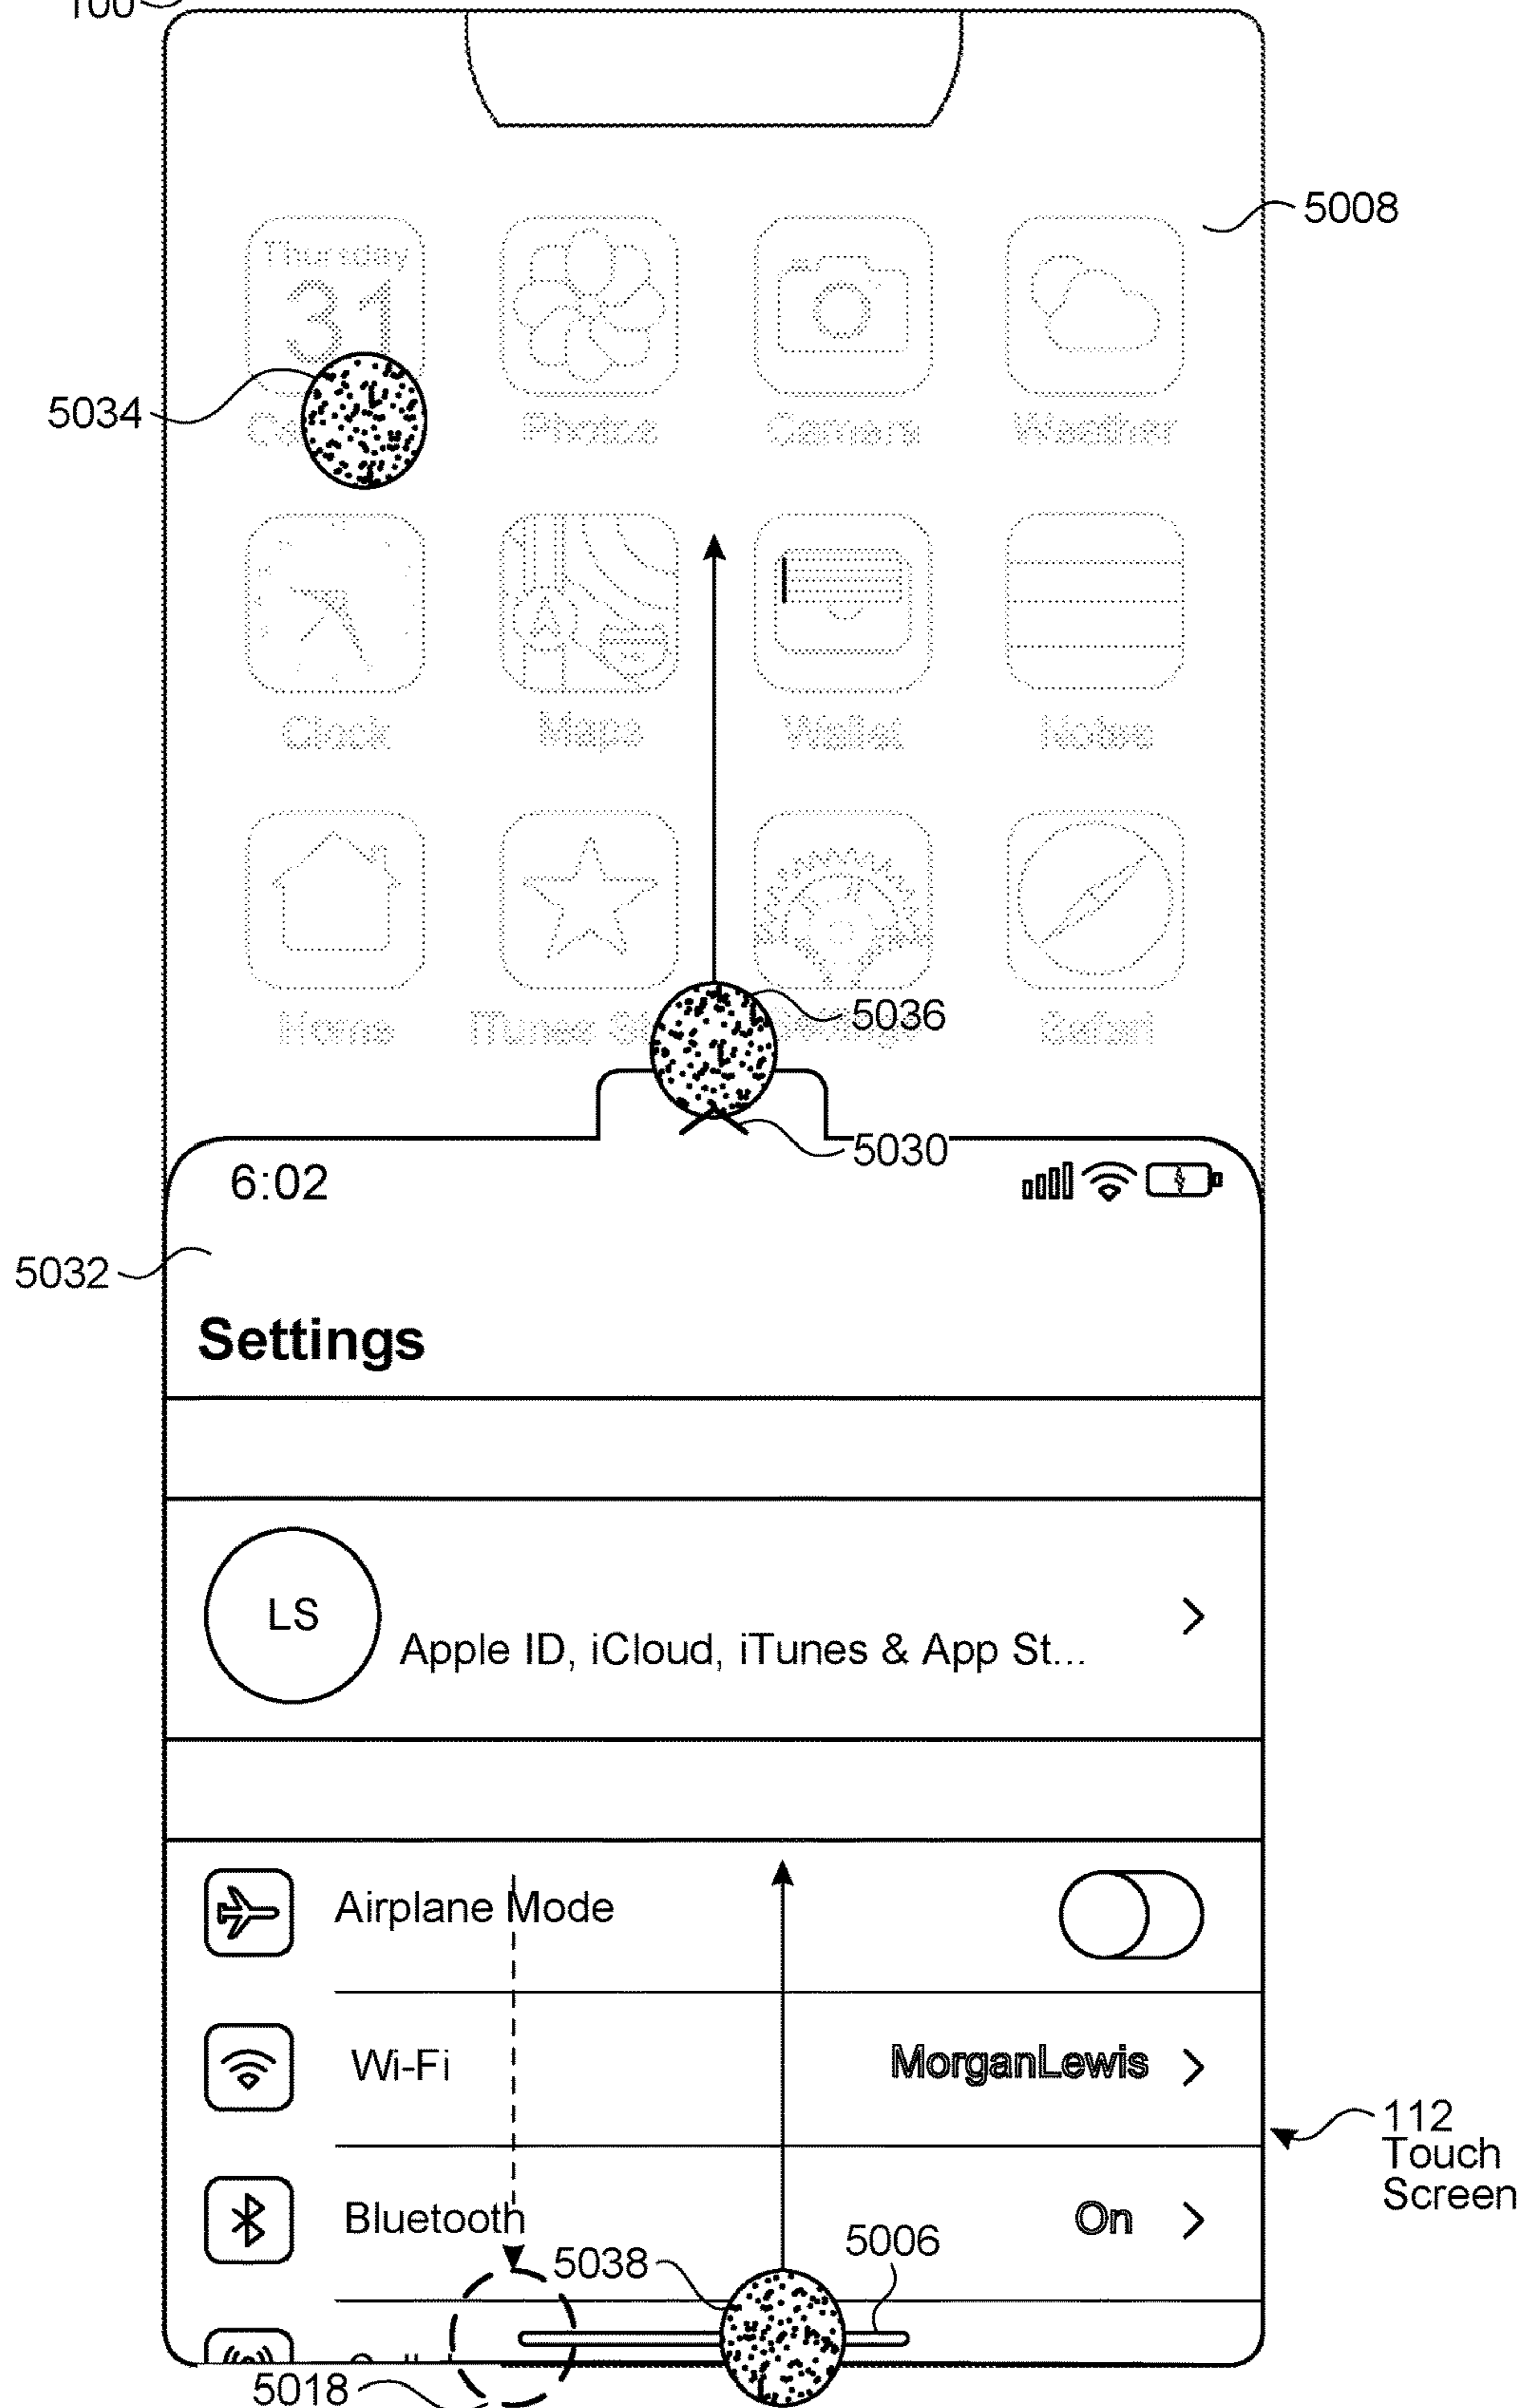 100
Thursday
31
5008
5034
Photos
Camera
Weather
Clock
Maps
Wallet
Notes
5036
Home
iTunes St
Safari
5030
6:02
5032
Settings
LS
Apple ID, iCloud, iTunes & App St...
Airplane Mode
Wi-Fi
MorganLewis
112
Touch
Screen
Bluetooth
On
5038
5006
5018